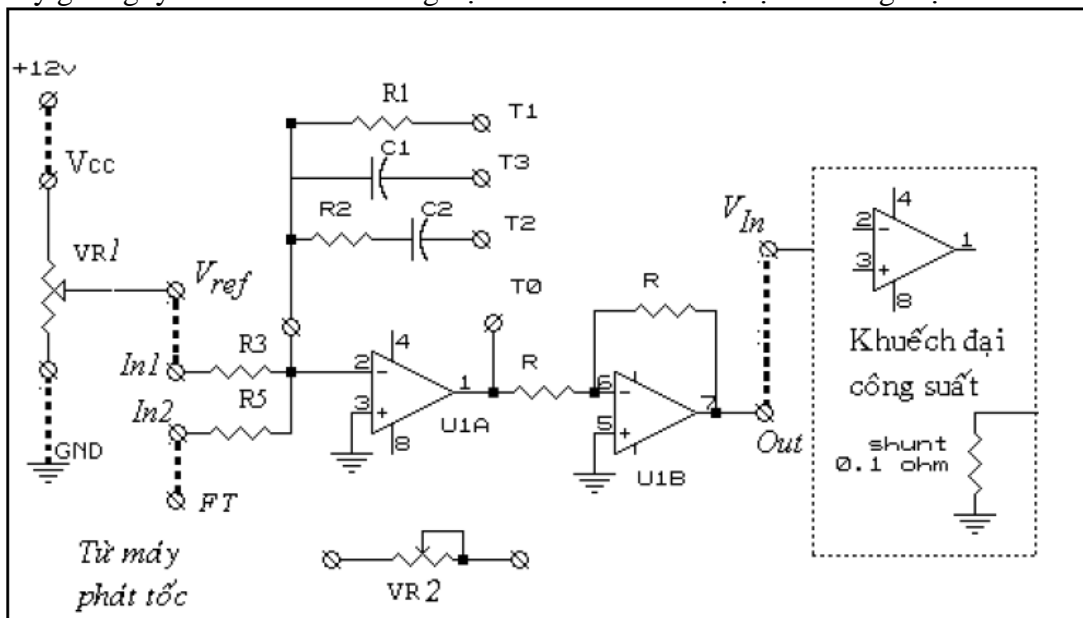 +12v
Vcc
VR1
Vref
In1
In2
GND
FT
Từ máy
phát tốc
R1
T1
C1
T3
R2
C2
T2
T0
R3
R5
2
3
4
1
8
U1A
R
R
6
5
7
U1B
VR2
VIn
Out
2
3
4
1
8
Khuếch đại
công suất
shunt
0.1 ohm